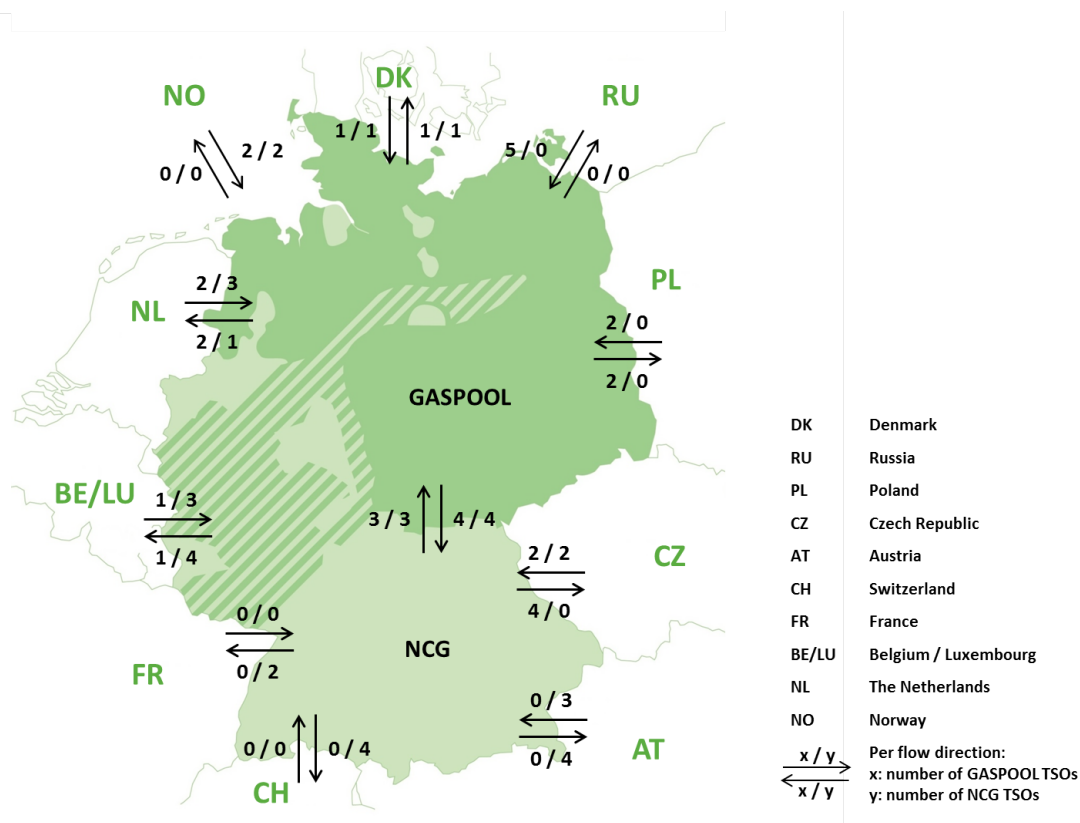 DK
NO
RU
1 / 1
1 / 1
2 / 2
5 / 0
0 / 0
0 / 0
2 / 3
PL
NL
2 / 0
2 / 1
2 / 0
GASPOOL
BE/LU
1 / 3
3 / 3
4 / 4
1 / 4
2 / 2
CZ
4 / 0
0 / 0
NCG
0 / 2
FR
0 / 3
0 / 0
0 / 4
AT
0 / 4
CH
DK Denmark
RU Russia
PL Poland
CZ Czech Republic
AT Austria
CH Switzerland
FR France
BE/LU Belgium / Luxembourg
NL The Netherlands
NO Norway
x / y
x / y
Per flow direction:
x: number of GASPOOL TSOs
y: number of NCG TSOs